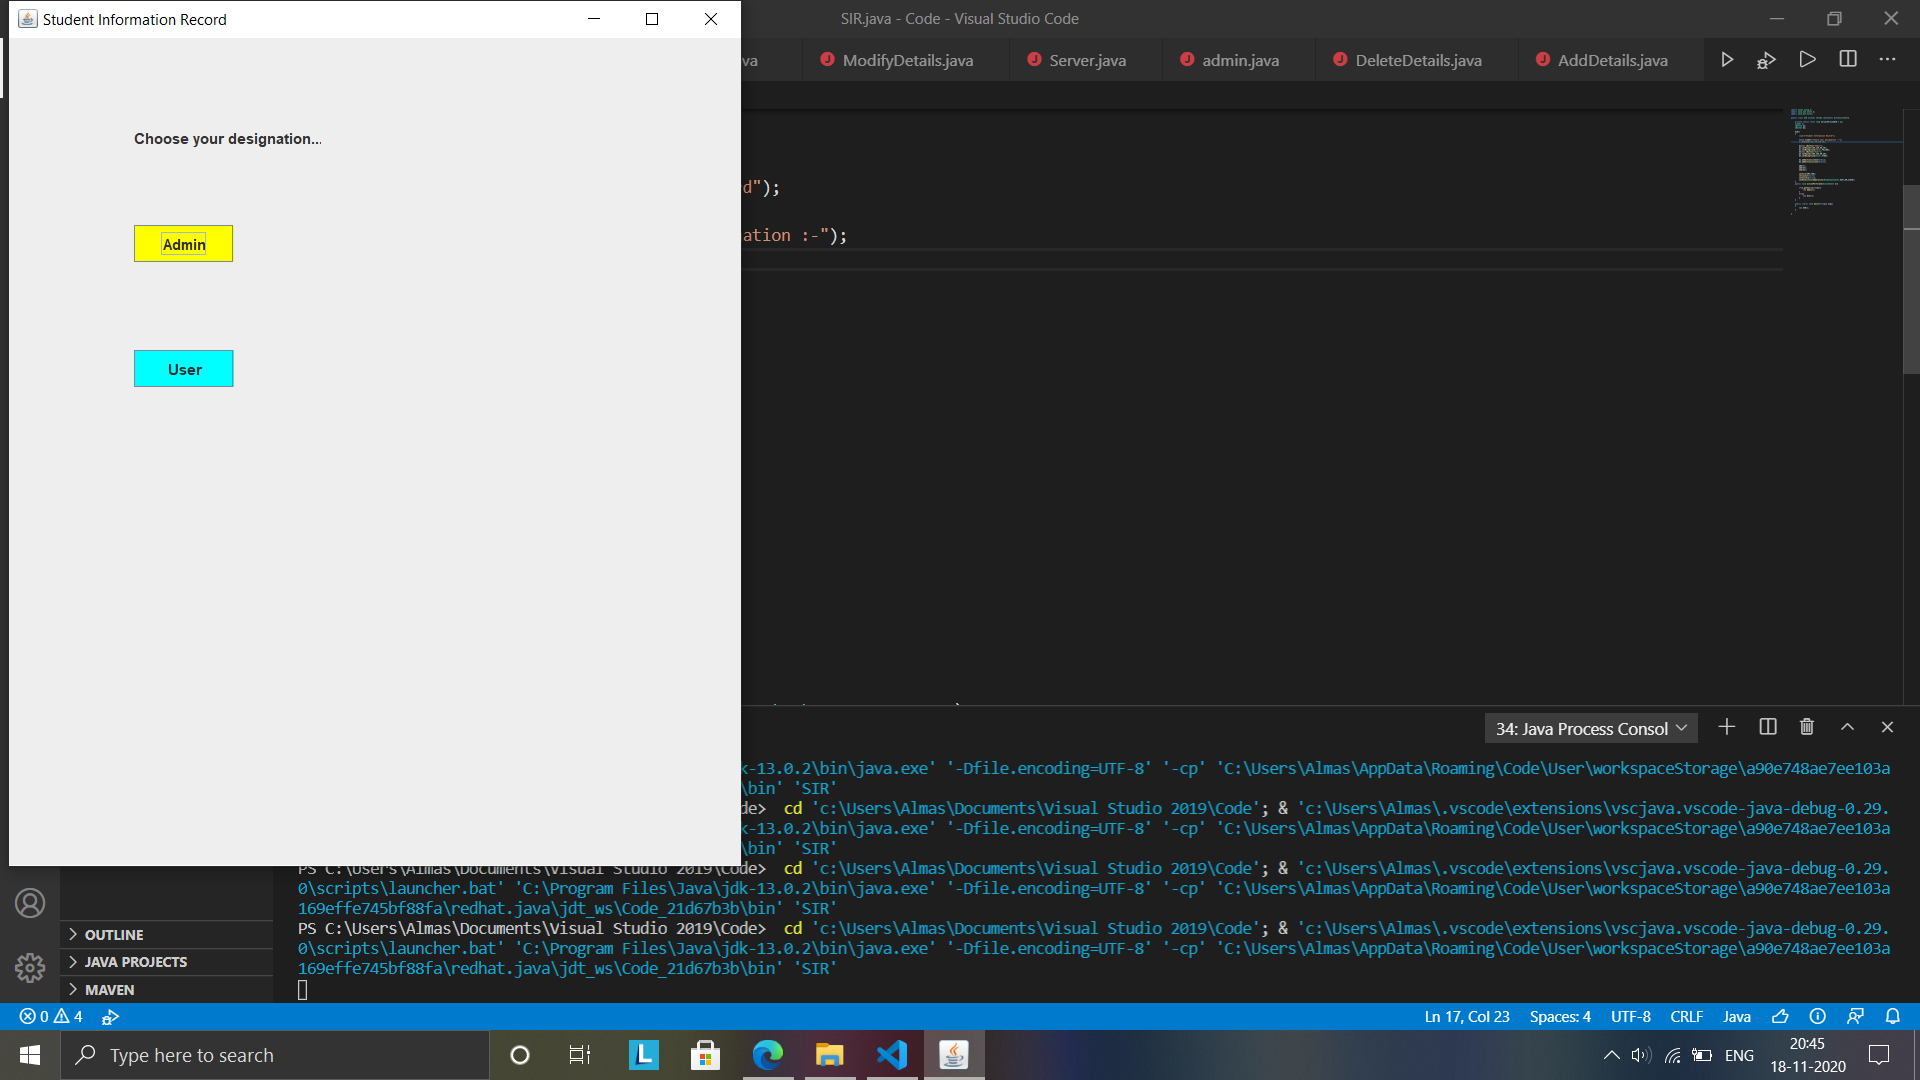 Student Information Record
SIR.java - Code - Visual Studio Code
va
ModifyDetails.java
Server.java
admin.java
DeleteDetails.java
AddDetails.java
Choose your designation...
d");
ation :-");
Admin
User
34: Java Process Consol
k-13.0.2\bin\java.exe' '-Dfile.encoding=UTF-8' '-cp' 'C:\Users\Almas\AppData\Roaming\Code\User\workspaceStorage\a90e748ae7ee103a
\bin' 'SIR'
de> cd 'c:\Users\Almas\Documents\Visual Studio 2019\Code'; & 'c:\Users\Almas\.vscode\extensions\vscjava.vscode-java-debug-0.29.
k-13.0.2\bin\java.exe' '-Dfile.encoding=UTF-8' '-cp' 'C:\Users\Almas\AppData\Roaming\Code\User\workspaceStorage\a90e748ae7ee103a
\bin' 'SIR'
PS C:\Users\Almas\Documents\Visual Studio 2019\Code> cd 'c:\Users\Almas\Documents\Visual Studio 2019\Code'; & 'c:\Users\Almas\.vscode\extensions\vscjava.vscode-java-debug-0.29.
0\scripts\launcher.bat' 'C:\Program Files\Java\jdk-13.0.2\bin\java.exe' '-Dfile.encoding=UTF-8' '-cp' 'C:\Users\Almas\AppData\Roaming\Code\User\workspaceStorage\a90e748ae7ee103a
169effe745bf88fa\redhat.java\jdt_ws\Code_21d67b3b\bin' 'SIR'
PS C:\Users\Almas\Documents\Visual Studio 2019\Code> cd 'c:\Users\Almas\Documents\Visual Studio 2019\Code'; & 'c:\Users\Almas\.vscode\extensions\vscjava.vscode-java-debug-0.29.
0\scripts\launcher.bat' 'C:\Program Files\Java\jdk-13.0.2\bin\java.exe' '-Dfile.encoding=UTF-8' '-cp' 'C:\Users\Almas\AppData\Roaming\Code\User\workspaceStorage\a90e748ae7ee103a
169effe745bf88fa\redhat.java\jdt_ws\Code_21d67b3b\bin' 'SIR'
OUTLINE
JAVA PROJECTS
MAVEN
0 4
Ln 17, Col 23 Spaces: 4 UTF-8 CRLF Java
Type here to search
L
ENG
20:45
18-11-2020